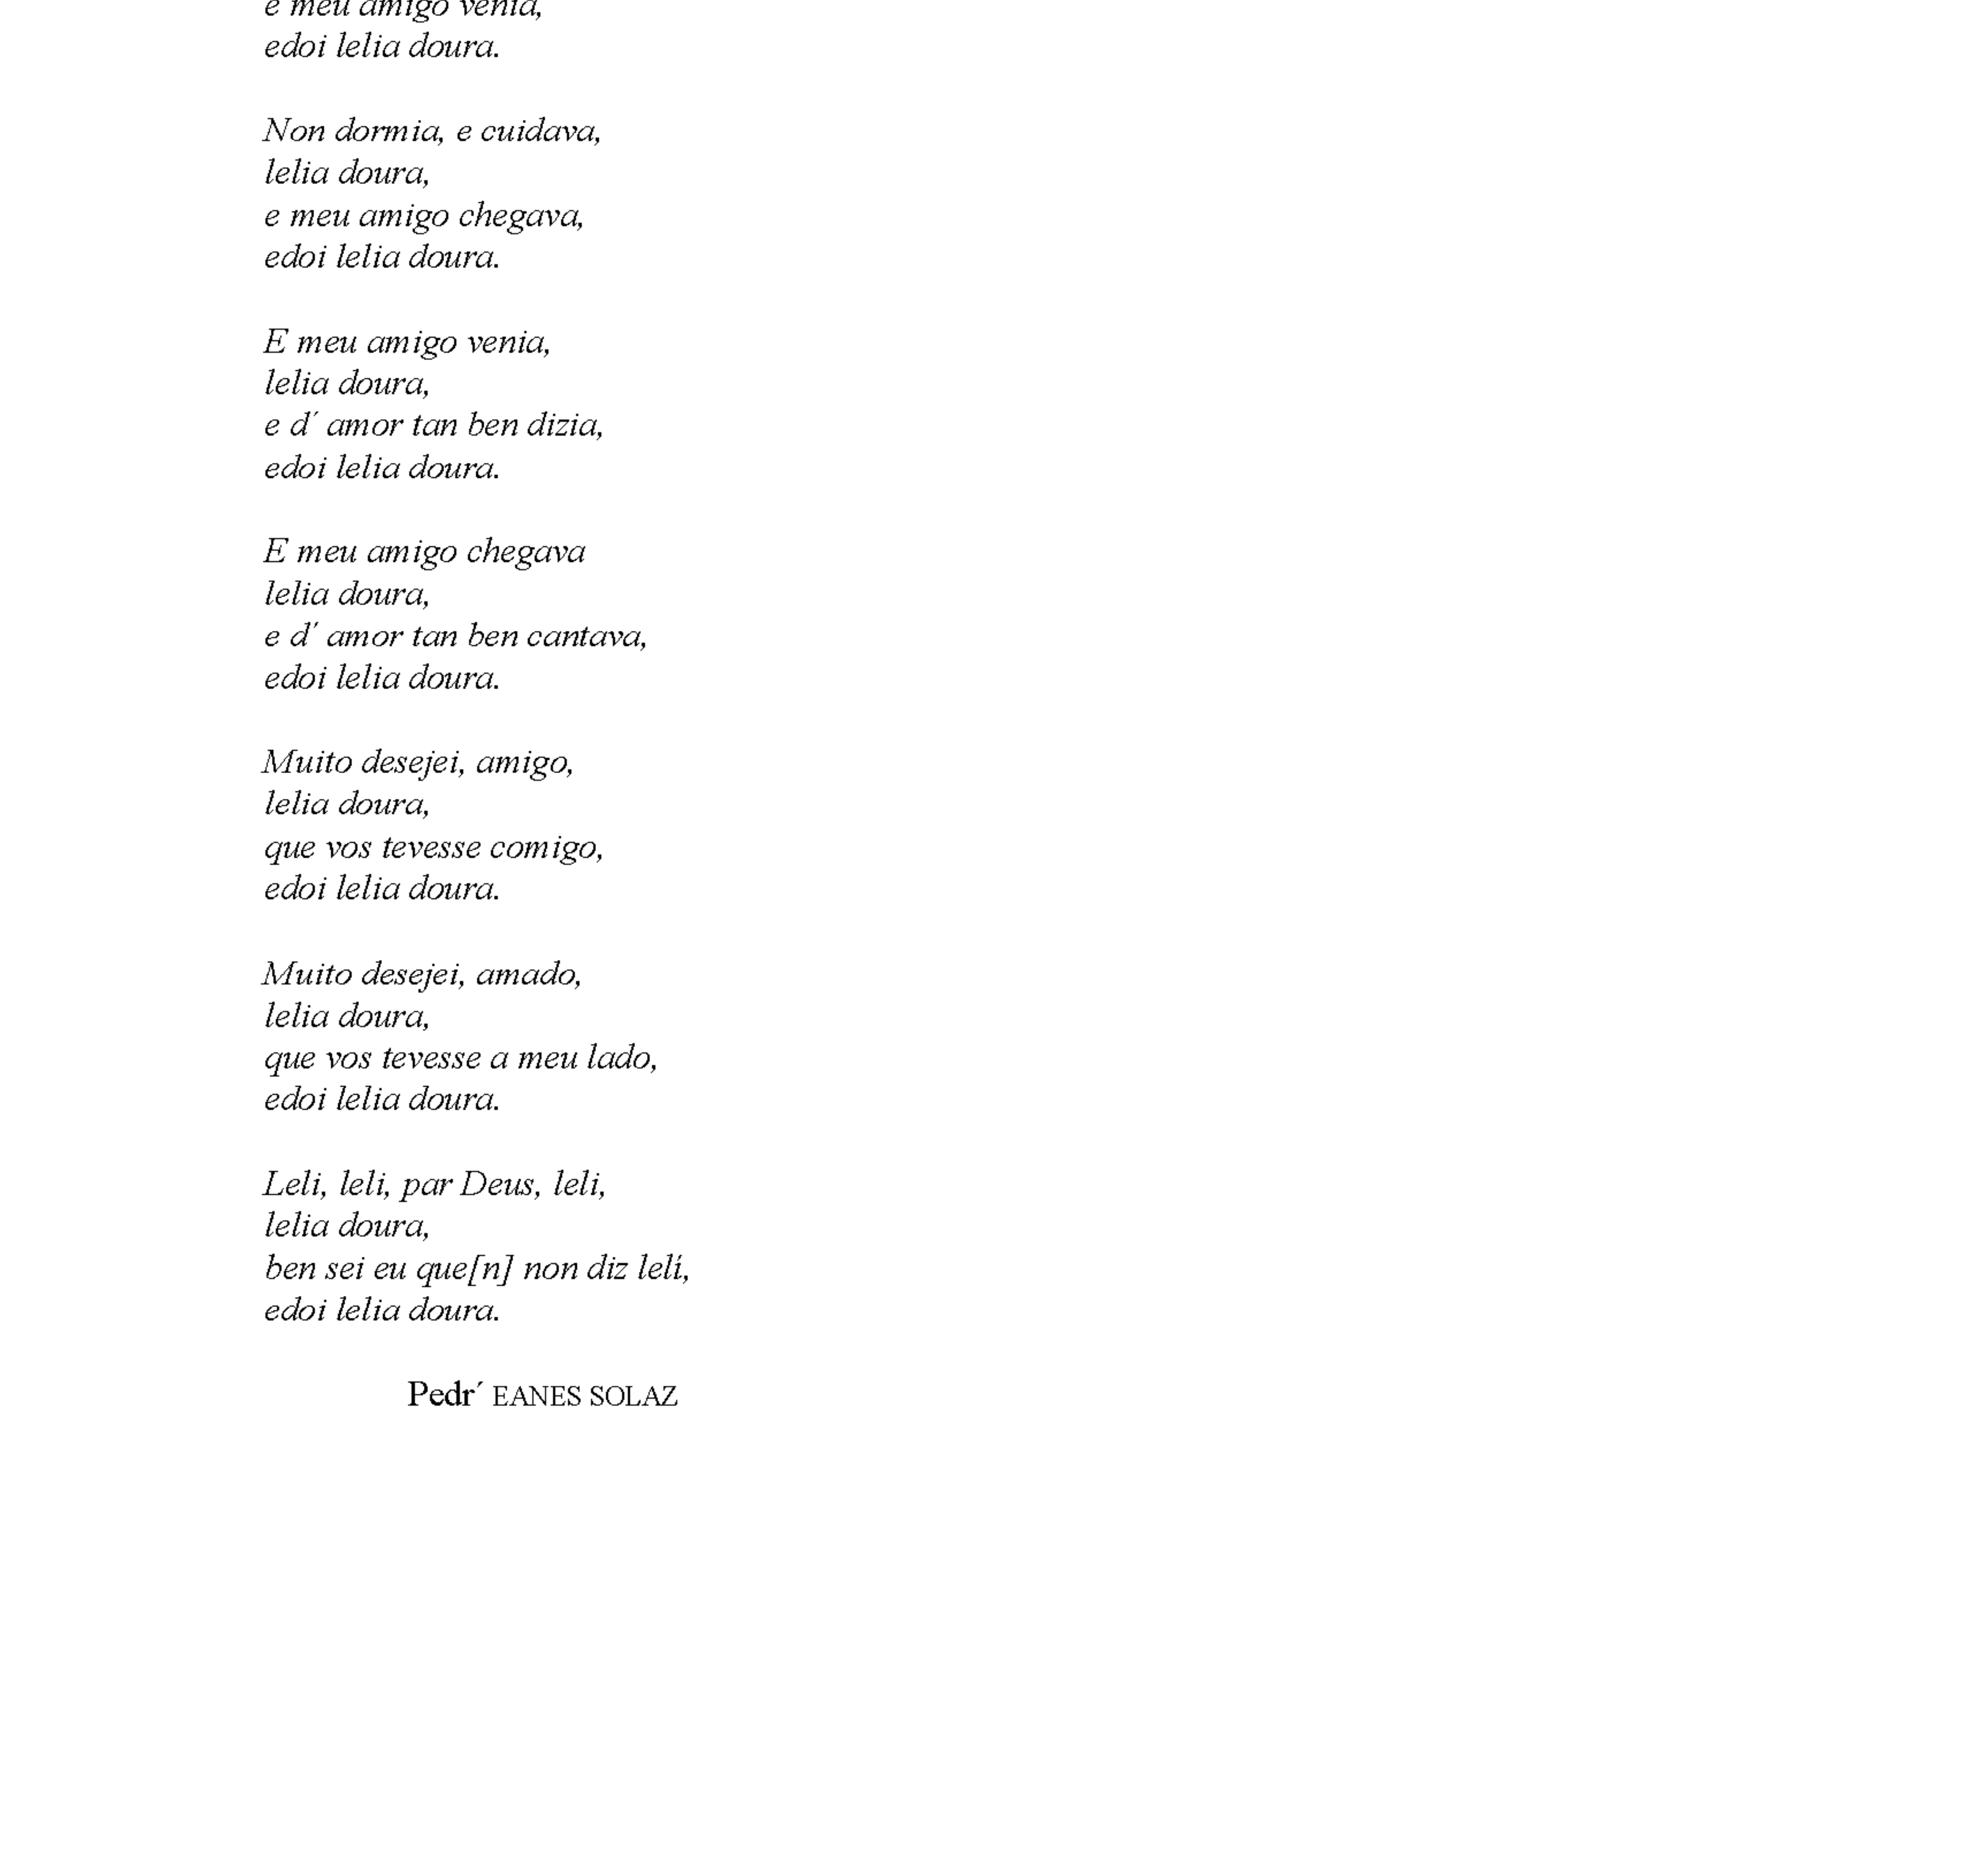 e meu amigo venia,
edoi lelia doura.
Non dormia, e cuidava,
lelia doura,
e meu amigo chegava,
edoi lelia doura.
E meu amigo venia,
lelia doura,
e d´ amor tan ben dizia,
edoi lelia doura.
E meu amigo chegava
lelia doura,
e d´ amor tan ben cantava,
edoi lelia doura.
Muito desejei, amigo,
lelia doura,
que vos tevesse comigo,
edoi lelia doura.
Muito desejei, amado,
lelia doura,
que vos tevesse a meu lado,
edoi lelia doura.
Leli, leli, par Deus, leli,
lelia doura,
ben sei eu que[n] non diz lelí,
edoi lelia doura.
Pedr´ EANES SOLAZ